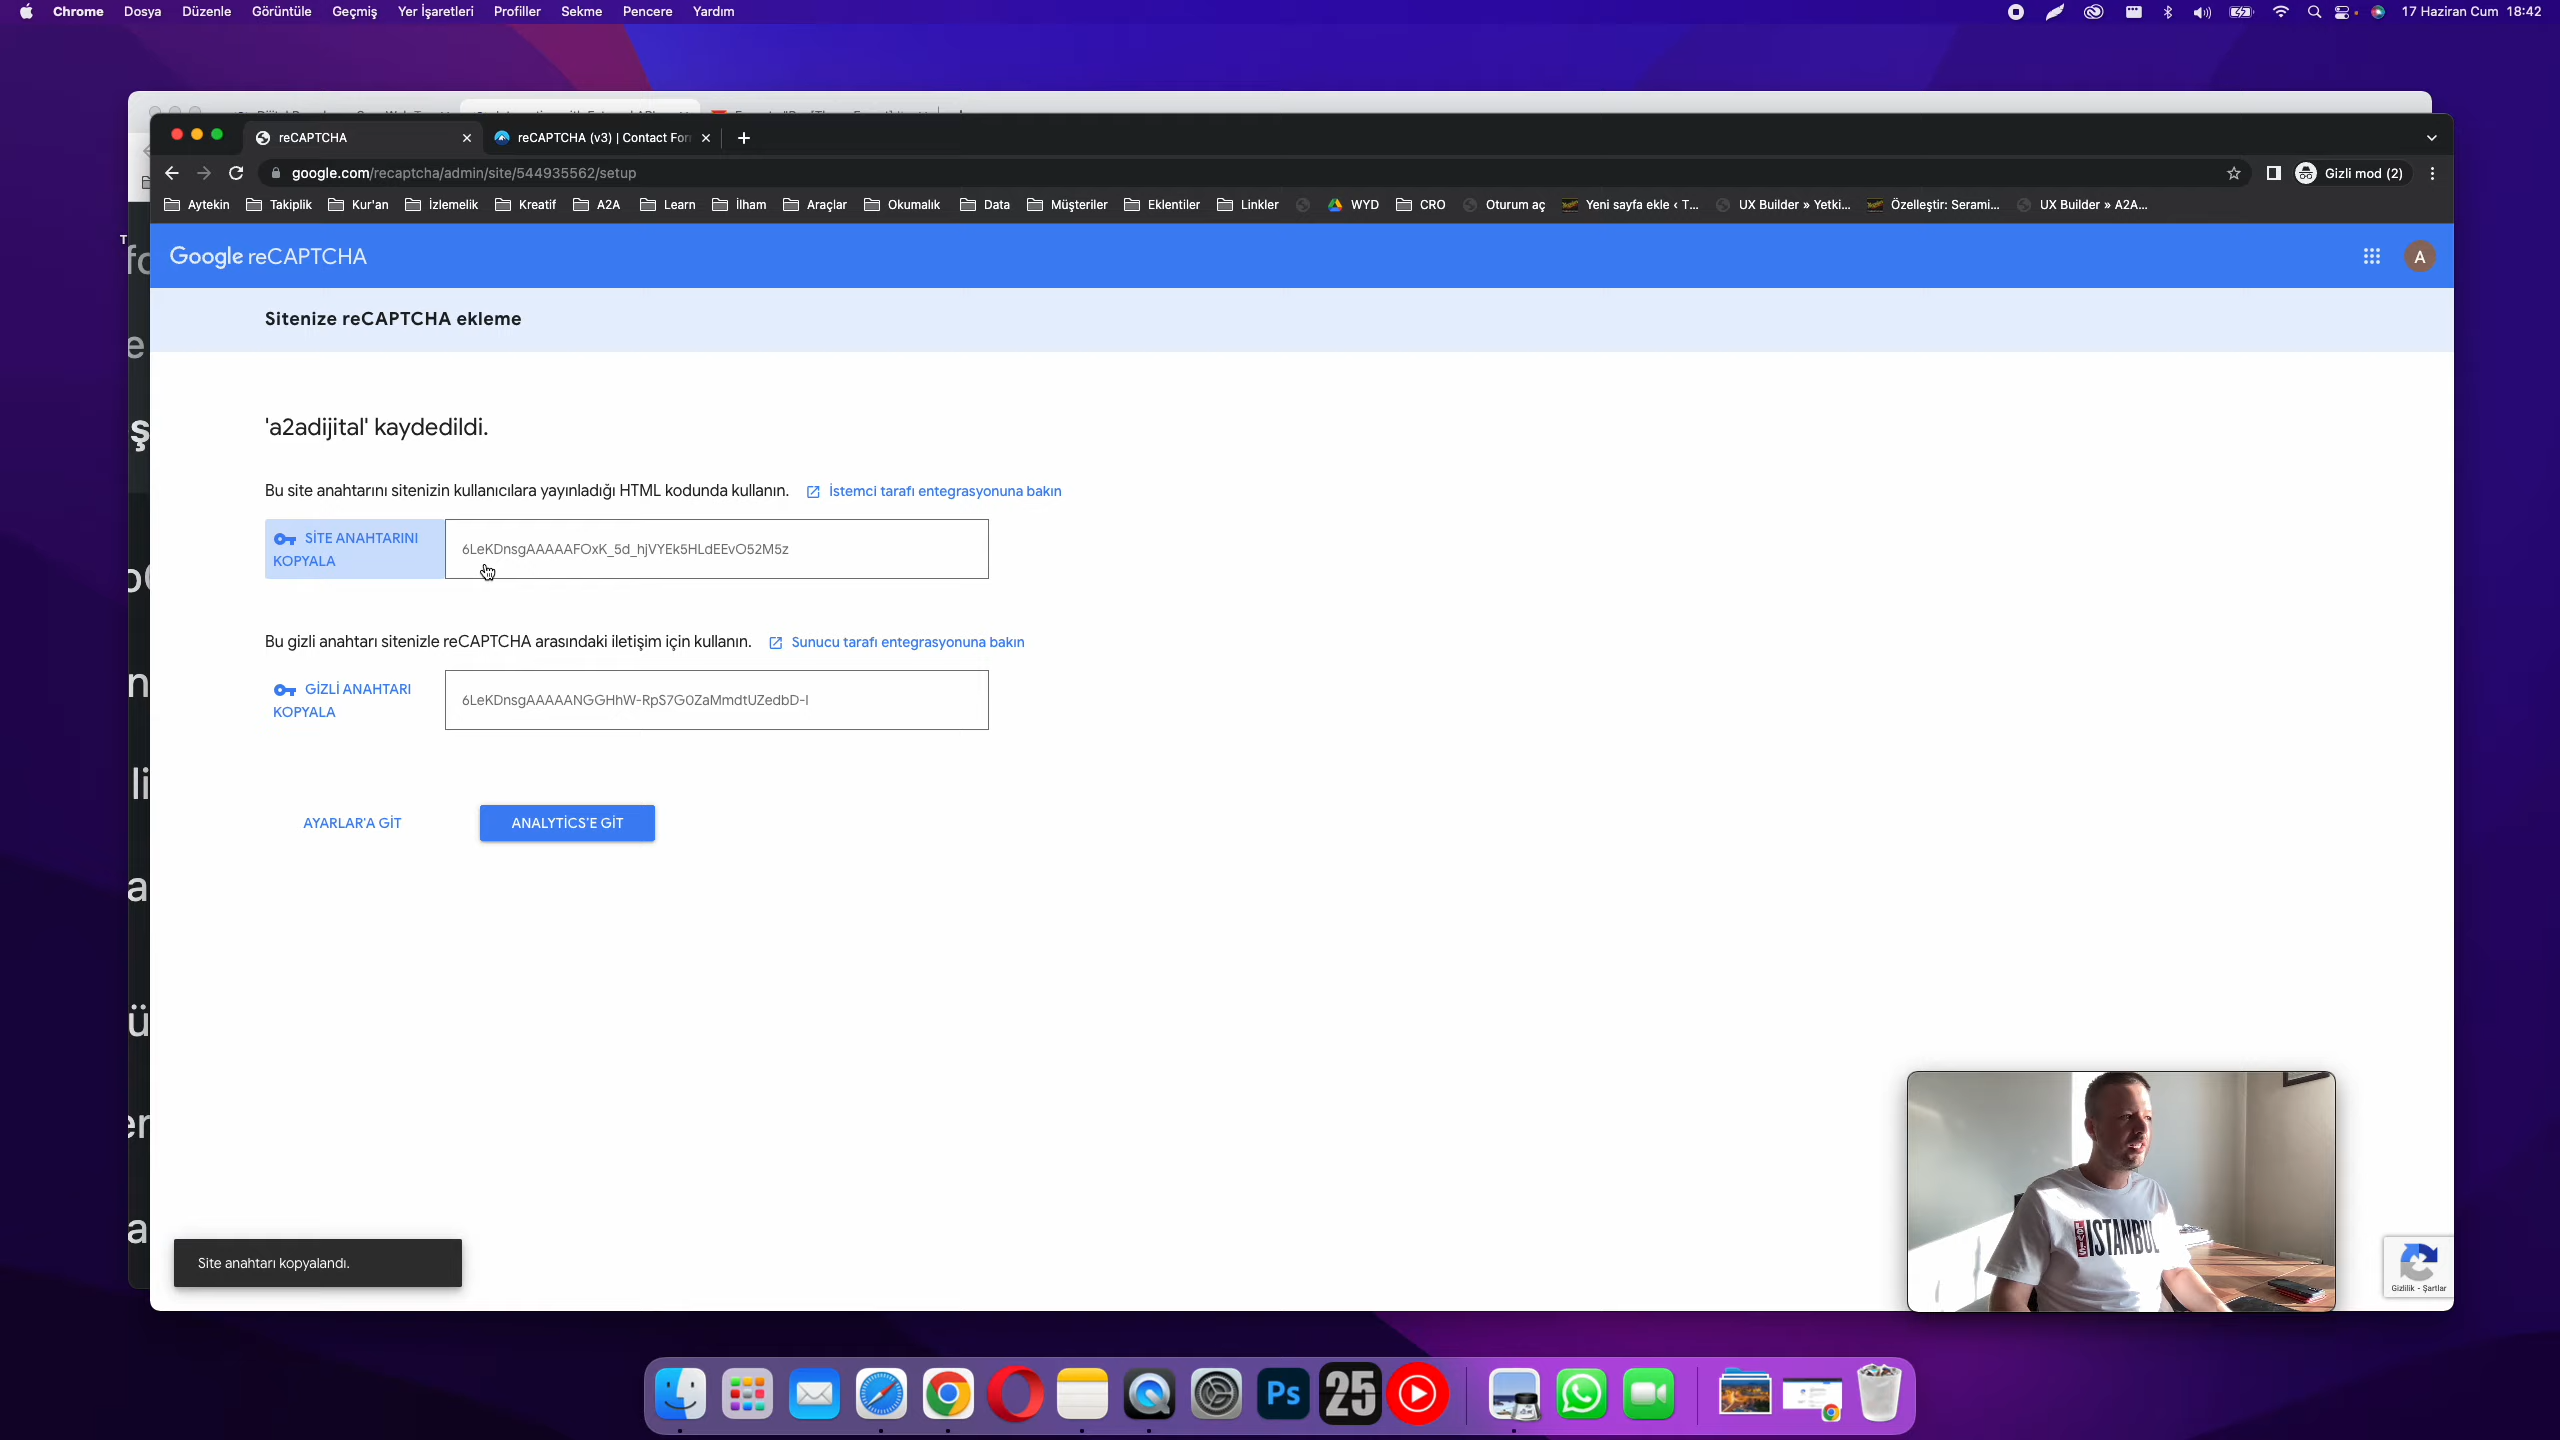 Chrome Dosya Düzenle Görüntüle Geçmiş Yer İşaretleri Profiller Sekme Pencere Yardım 17 Haziran Cum 18:42
reCAPTCHA reCAPTCHA (v3) | Contact For
google.com/recaptcha/admin/site/544935562/setup Gizli mod (2)
Aytekin Takiplik Kur'an İzlemelik Kreatif A2A Learn İlham Araçlar Okumalık Data Müşteriler Eklentiler Linkler WYD CRO Oturum aç Yeni sayfa ekle ‹ T... UX Builder » Yetki... Özelleştir: Serami... UX Builder » A2A...
Google reCAPTCHA A
Sitenize reCAPTCHA ekleme
'a2adijital' kaydedildi.
Bu site anahtarını sitenizin kullanıcılara yayınladığı HTML kodunda kullanın. İstemci tarafı entegrasyonuna bakın
SİTE ANAHTARINI
KOPYALA
6LeKDnsgAAAAAFOxK_5d_hjVYEk5HLdEEvO52M5z
Bu gizli anahtarı sitenizle reCAPTCHA arasındaki iletişim için kullanın. Sunucu tarafı entegrasyonuna bakın
GİZLİ ANAHTARI
KOPYALA
6LeKDnsgAAAAANGGHhW-RpS7G0ZaMmdtUZedbD-I
AYARLAR'A GİT ANALYTİCS'E GİT
LEVI'S
ISTANBUL
Site anahtarı kopyalandı.
Gizlilik - Şartlar
Ps 25